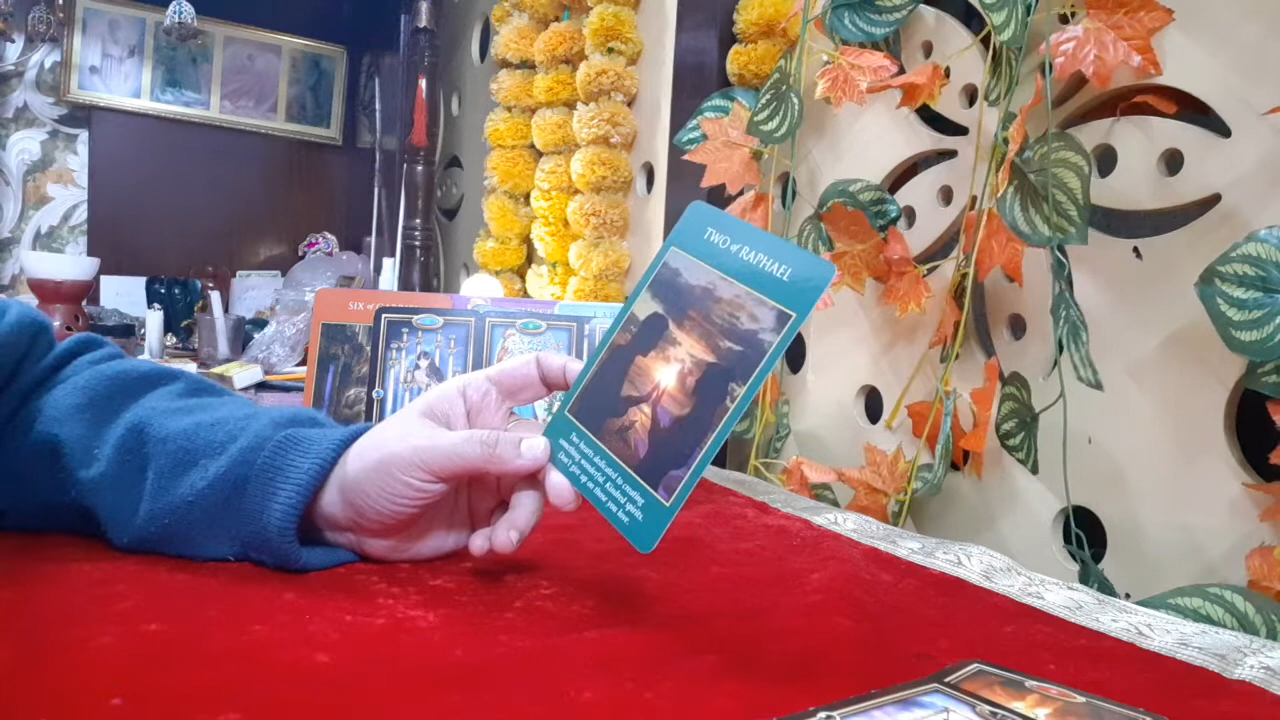 TWO of RAPHAEL
Two hearts dedicated to creating
something wonderful. Kindred spirits.
Don't give up on those you love.
SIX of